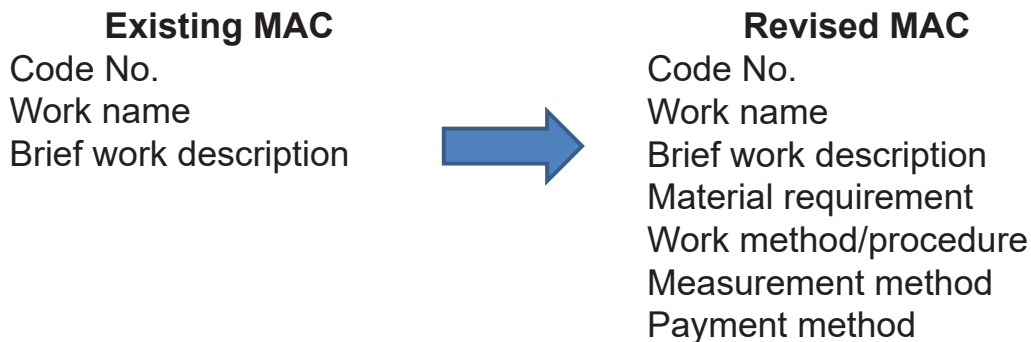 Existing MAC
Code No.
Work name
Brief work description
Revised MAC
Code No.
Work name
Brief work description
Material requirement
Work method/procedure
Measurement method
Payment method